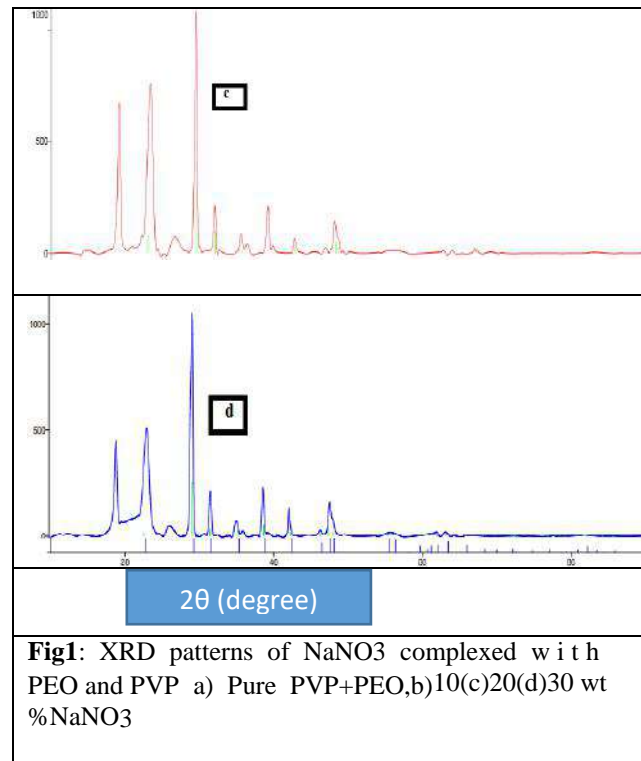 1000
c
500
0
1000
d
500
0
20
40
2θ (degree)
Fig1: XRD patterns of NaNO3 complexed with
PEO and PVP a) Pure PVP+PEO,b)10(c)20(d)30 wt
%NaNO3